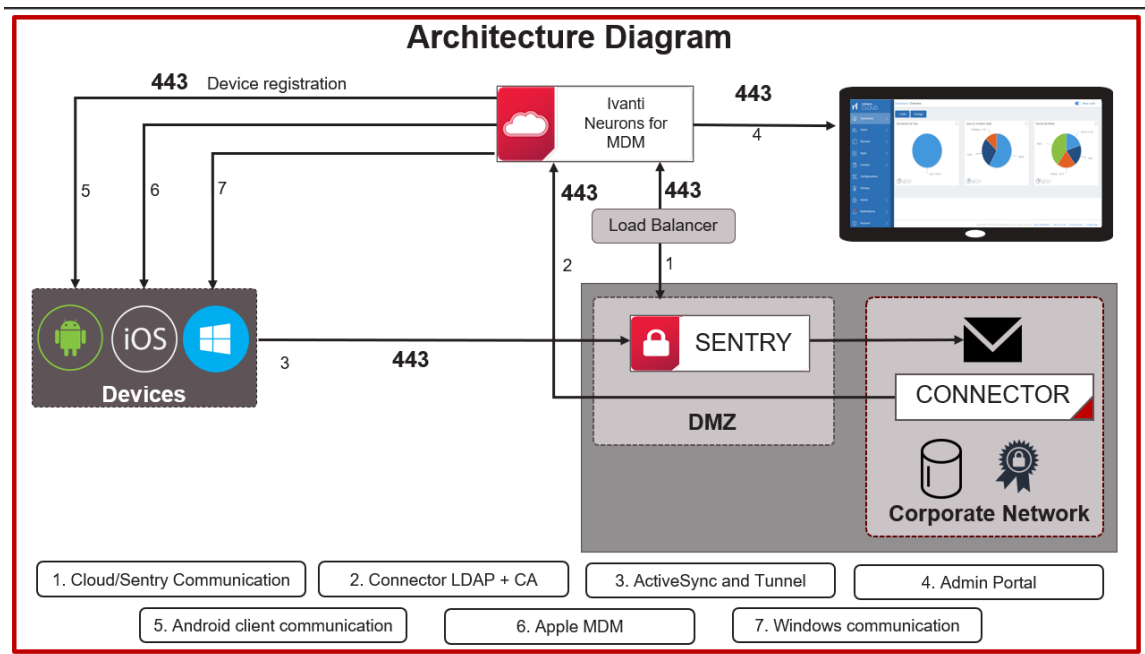 Architecture Diagram
443 Device registration
Ivanti
Neurons for
MDM
443
4
CLOUD
5
6
7
443
443
Load Balancer
2
1
iOS
Devices
3
443
SENTRY
DMZ
CONNECTOR
Corporate Network
1. Cloud/Sentry Communication
2. Connector LDAP + CA
3. ActiveSync and Tunnel
4. Admin Portal
5. Android client communication
6. Apple MDM
7. Windows communication